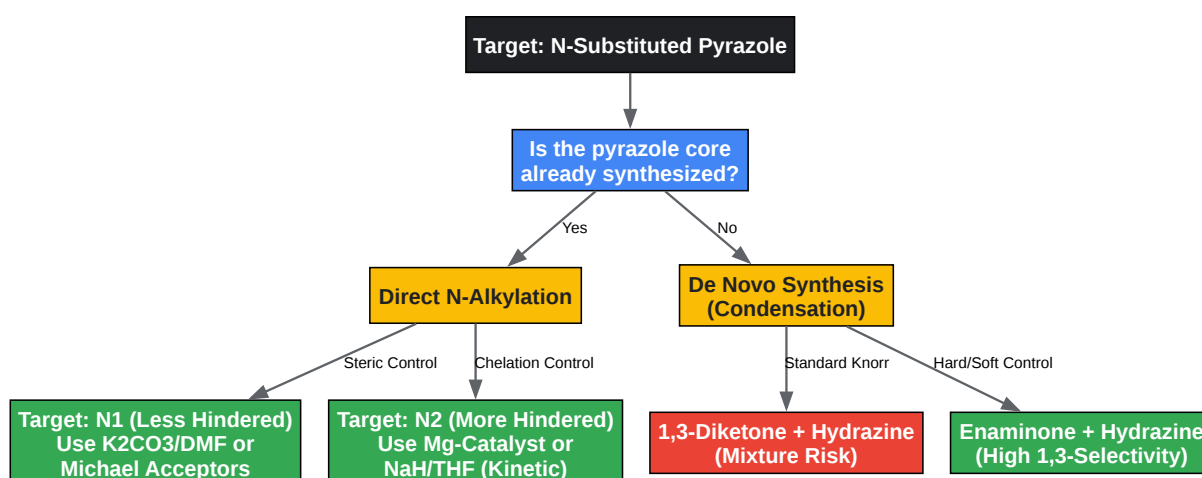 Target: N-Substituted Pyrazole
Is the pyrazole core
already synthesized?
Yes
No
Direct N-Alkylation
De Novo Synthesis
(Condensation)
Steric Control
Chelation Control
Standard Knorr
Hard/Soft Control
Target: N1 (Less Hindered)
Use K2CO3/DMF or
Michael Acceptors
Target: N2 (More Hindered)
Use Mg-Catalyst or
NaH/THF (Kinetic)
1,3-Diketone + Hydrazine
(Mixture Risk)
Enaminone + Hydrazine
(High 1,3-Selectivity)